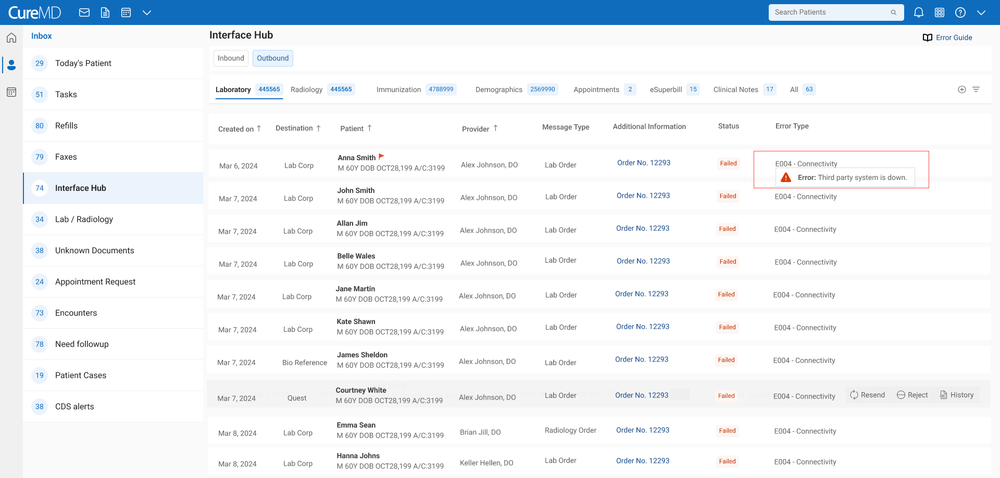 CureMD
Search Patients
Inbox
29 Today's Patient
51 Tasks
80 Refills
79 Faxes
74 Interface Hub
34 Lab / Radiology
38 Unknown Documents
24 Appointment Request
73 Encounters
78 Need followup
19 Patient Cases
38 CDS alerts
Interface Hub
Error Guide
Inbound Outbound
Laboratory 445565 Radiology 445565 Immunization 4788999 Demographics 2569990 Appointments 2 eSuperbill 15 Clinical Notes 17 All 63
Created on Destination Patient Provider Message Type Additional Information Status Error Type
Anna Smith
Mar 6, 2024 Lab Corp M 60Y DOB OCT28,199 A/C:3199 Alex Johnson, DO Lab Order Order No. 12293 Failed E004 - Connectivity
Error: Third party system is down.
John Smith
Mar 7, 2024 Lab Corp M 60Y DOB OCT28,199 A/C:3199 Alex Johnson, DO Lab Order Order No. 12293 Failed E004 - Connectivity
Allan Jim
Mar 7, 2024 Lab Corp M 60Y DOB OCT28,199 A/C:3199 Alex Johnson, DO Lab Order Order No. 12293 Failed E004 - Connectivity
Belle Wales
Mar 7, 2024 Lab Corp M 60Y DOB OCT28,199 A/C:3199 Alex Johnson, DO Lab Order Order No. 12293 Failed E004 - Connectivity
Jane Martin
Mar 7, 2024 Lab Corp M 60Y DOB OCT28,199 A/C:3199 Alex Johnson, DO Lab Order Order No. 12293 Failed E004 - Connectivity
Kate Shawn
Mar 7, 2024 Lab Corp M 60Y DOB OCT28,199 A/C:3199 Alex Johnson, DO Lab Order Order No. 12293 Failed E004 - Connectivity
James Sheldon
Mar 7, 2024 Bio Reference M 60Y DOB OCT28,199 A/C:3199 Alex Johnson, DO Lab Order Order No. 12293 Failed E004 - Connectivity
Courtney White
Mar 7, 2024 Quest M 60Y DOB OCT28,199 A/C:3199 Alex Johnson, DO Lab Order Order No. 12293 Failed E004 - Connectivity Resend Reject History
Emma Sean
Mar 8, 2024 Lab Corp M 60Y DOB OCT28,199 A/C:3199 Brian Jill, DO Radiology Order Order No. 12293 Failed E004 - Connectivity
Hanna Johns
Mar 8, 2024 Lab Corp M 60Y DOB OCT28,199 A/C:3199 Keller Hellen, DO Lab Order Order No. 12293 Failed E004 - Connectivity